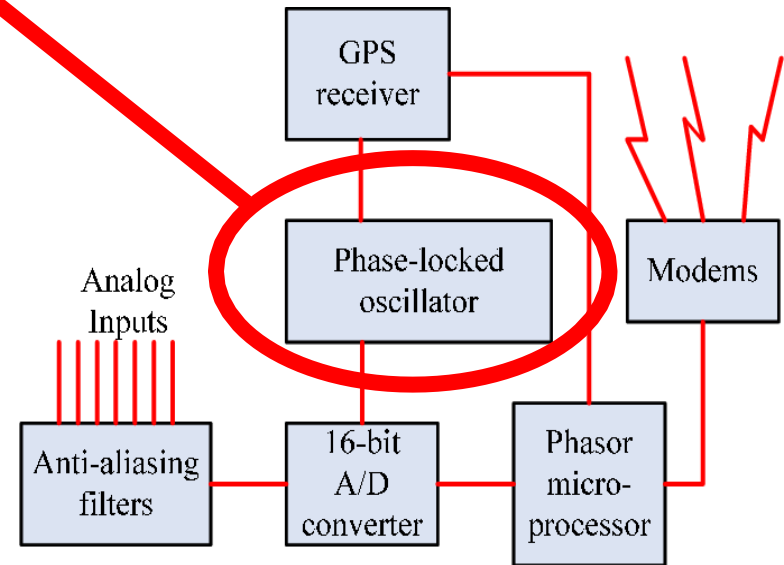 GPS
receiver
Phase-locked
oscillator
Modems
Analog
Inputs
Anti-aliasing
filters
16-bit
A/D
converter
Phasor
micro-
processor